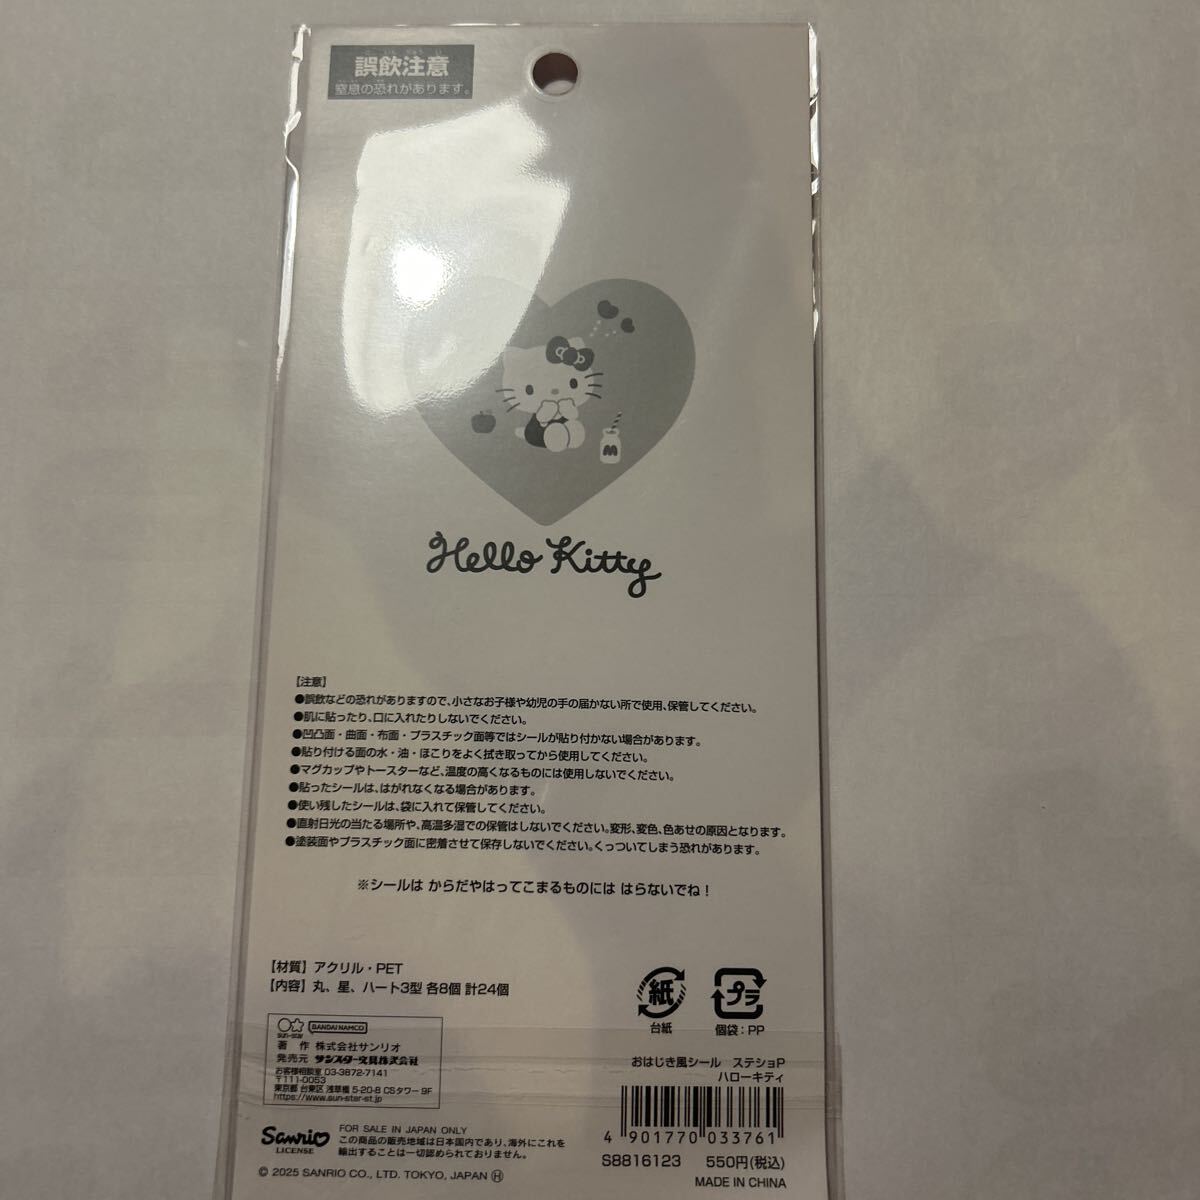 誤飲注意
窒息の恐れがあります。
M
Hello Kitty
【注意】
●誤飲などの恐れがありますので、小さなお子様や幼児の手の届かない所で使用、保管してください。
●肌に貼ったり、口に入れたりしないでください。
●凹凸面・曲面・布面・プラスチック面等ではシールが貼り付かない場合があります。
●貼り付ける面の水・油・ほこりをよく拭き取ってから使用してください。
●マグカップやトースターなど、温度の高くなるものには使用しないでください。
●貼ったシールは、はがれなくなる場合があります。
●使い残したシールは、袋に入れて保管してください。
●直射日光の当たる場所や、高温多湿での保管はしないでください。変形、変色、色あせの原因となります。
●塗装面やプラスチック面に密着させて保存しないでください。くっついてしまう恐れがあります。
※シールは からだやはってこまるものには はらないでね！
【材質】アクリル・PET
【内容】丸、星、ハート3型 各8個 計24個
紙
台紙
プラ
個袋：PP
sun-star
BANDAI NAMCO
著 作 株式会社サンリオ
発売元 サンスター文具株式会社
お客様相談室 03-3872-7141
〒111-0053
東京都 台東区 浅草橋 5-20-8 CSタワー 9F
https://www.sun-star-st.jp
おはじき風シール ステショP
ハローキティ
4 901770 033761
S8816123 550円(税込)
MADE IN CHINA
Sanrio
LICENSE
FOR SALE IN JAPAN ONLY
この商品の販売地域は日本国内であり、海外にこれを
輸出することは一切認められておりません。
© 2025 SANRIO CO., LTD. TOKYO, JAPAN Ⓗ